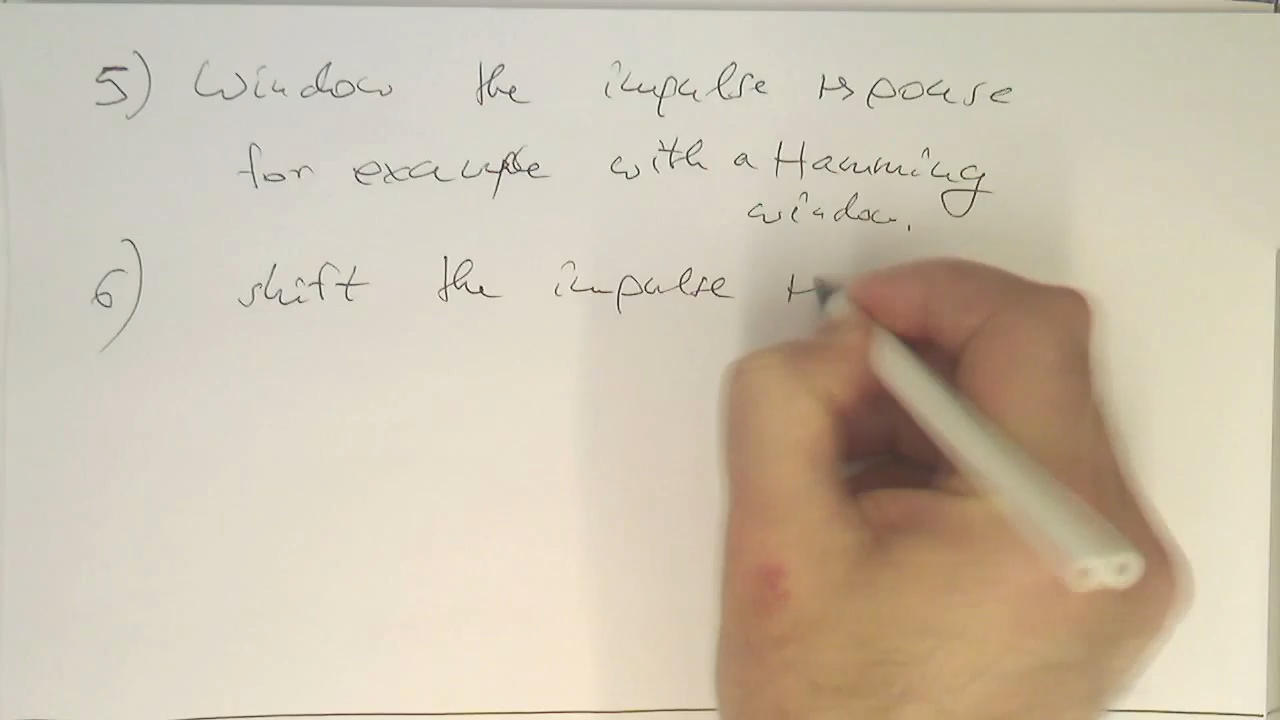 5) Window the impulse response
for example with a Hamming
window.
6) shift the impulse